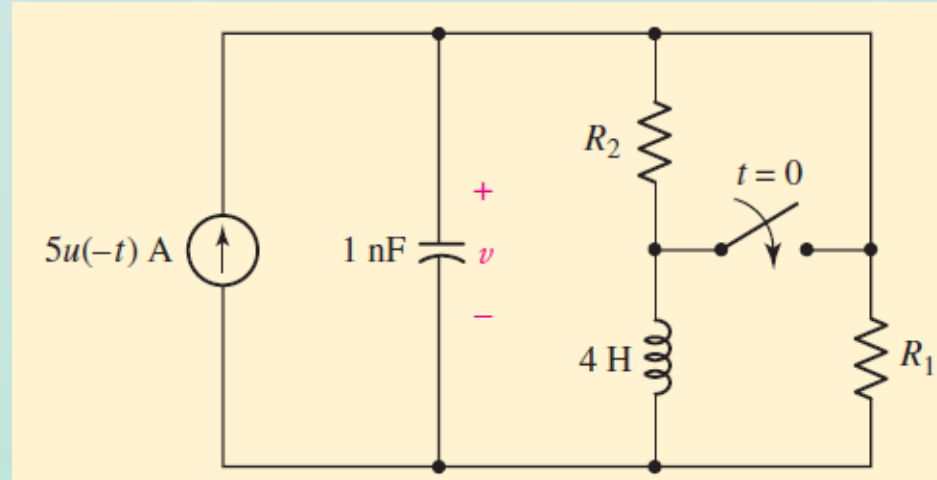 R₂
t = 0
+
5u(−t) A
1 nF
v
−
4 H
R₁